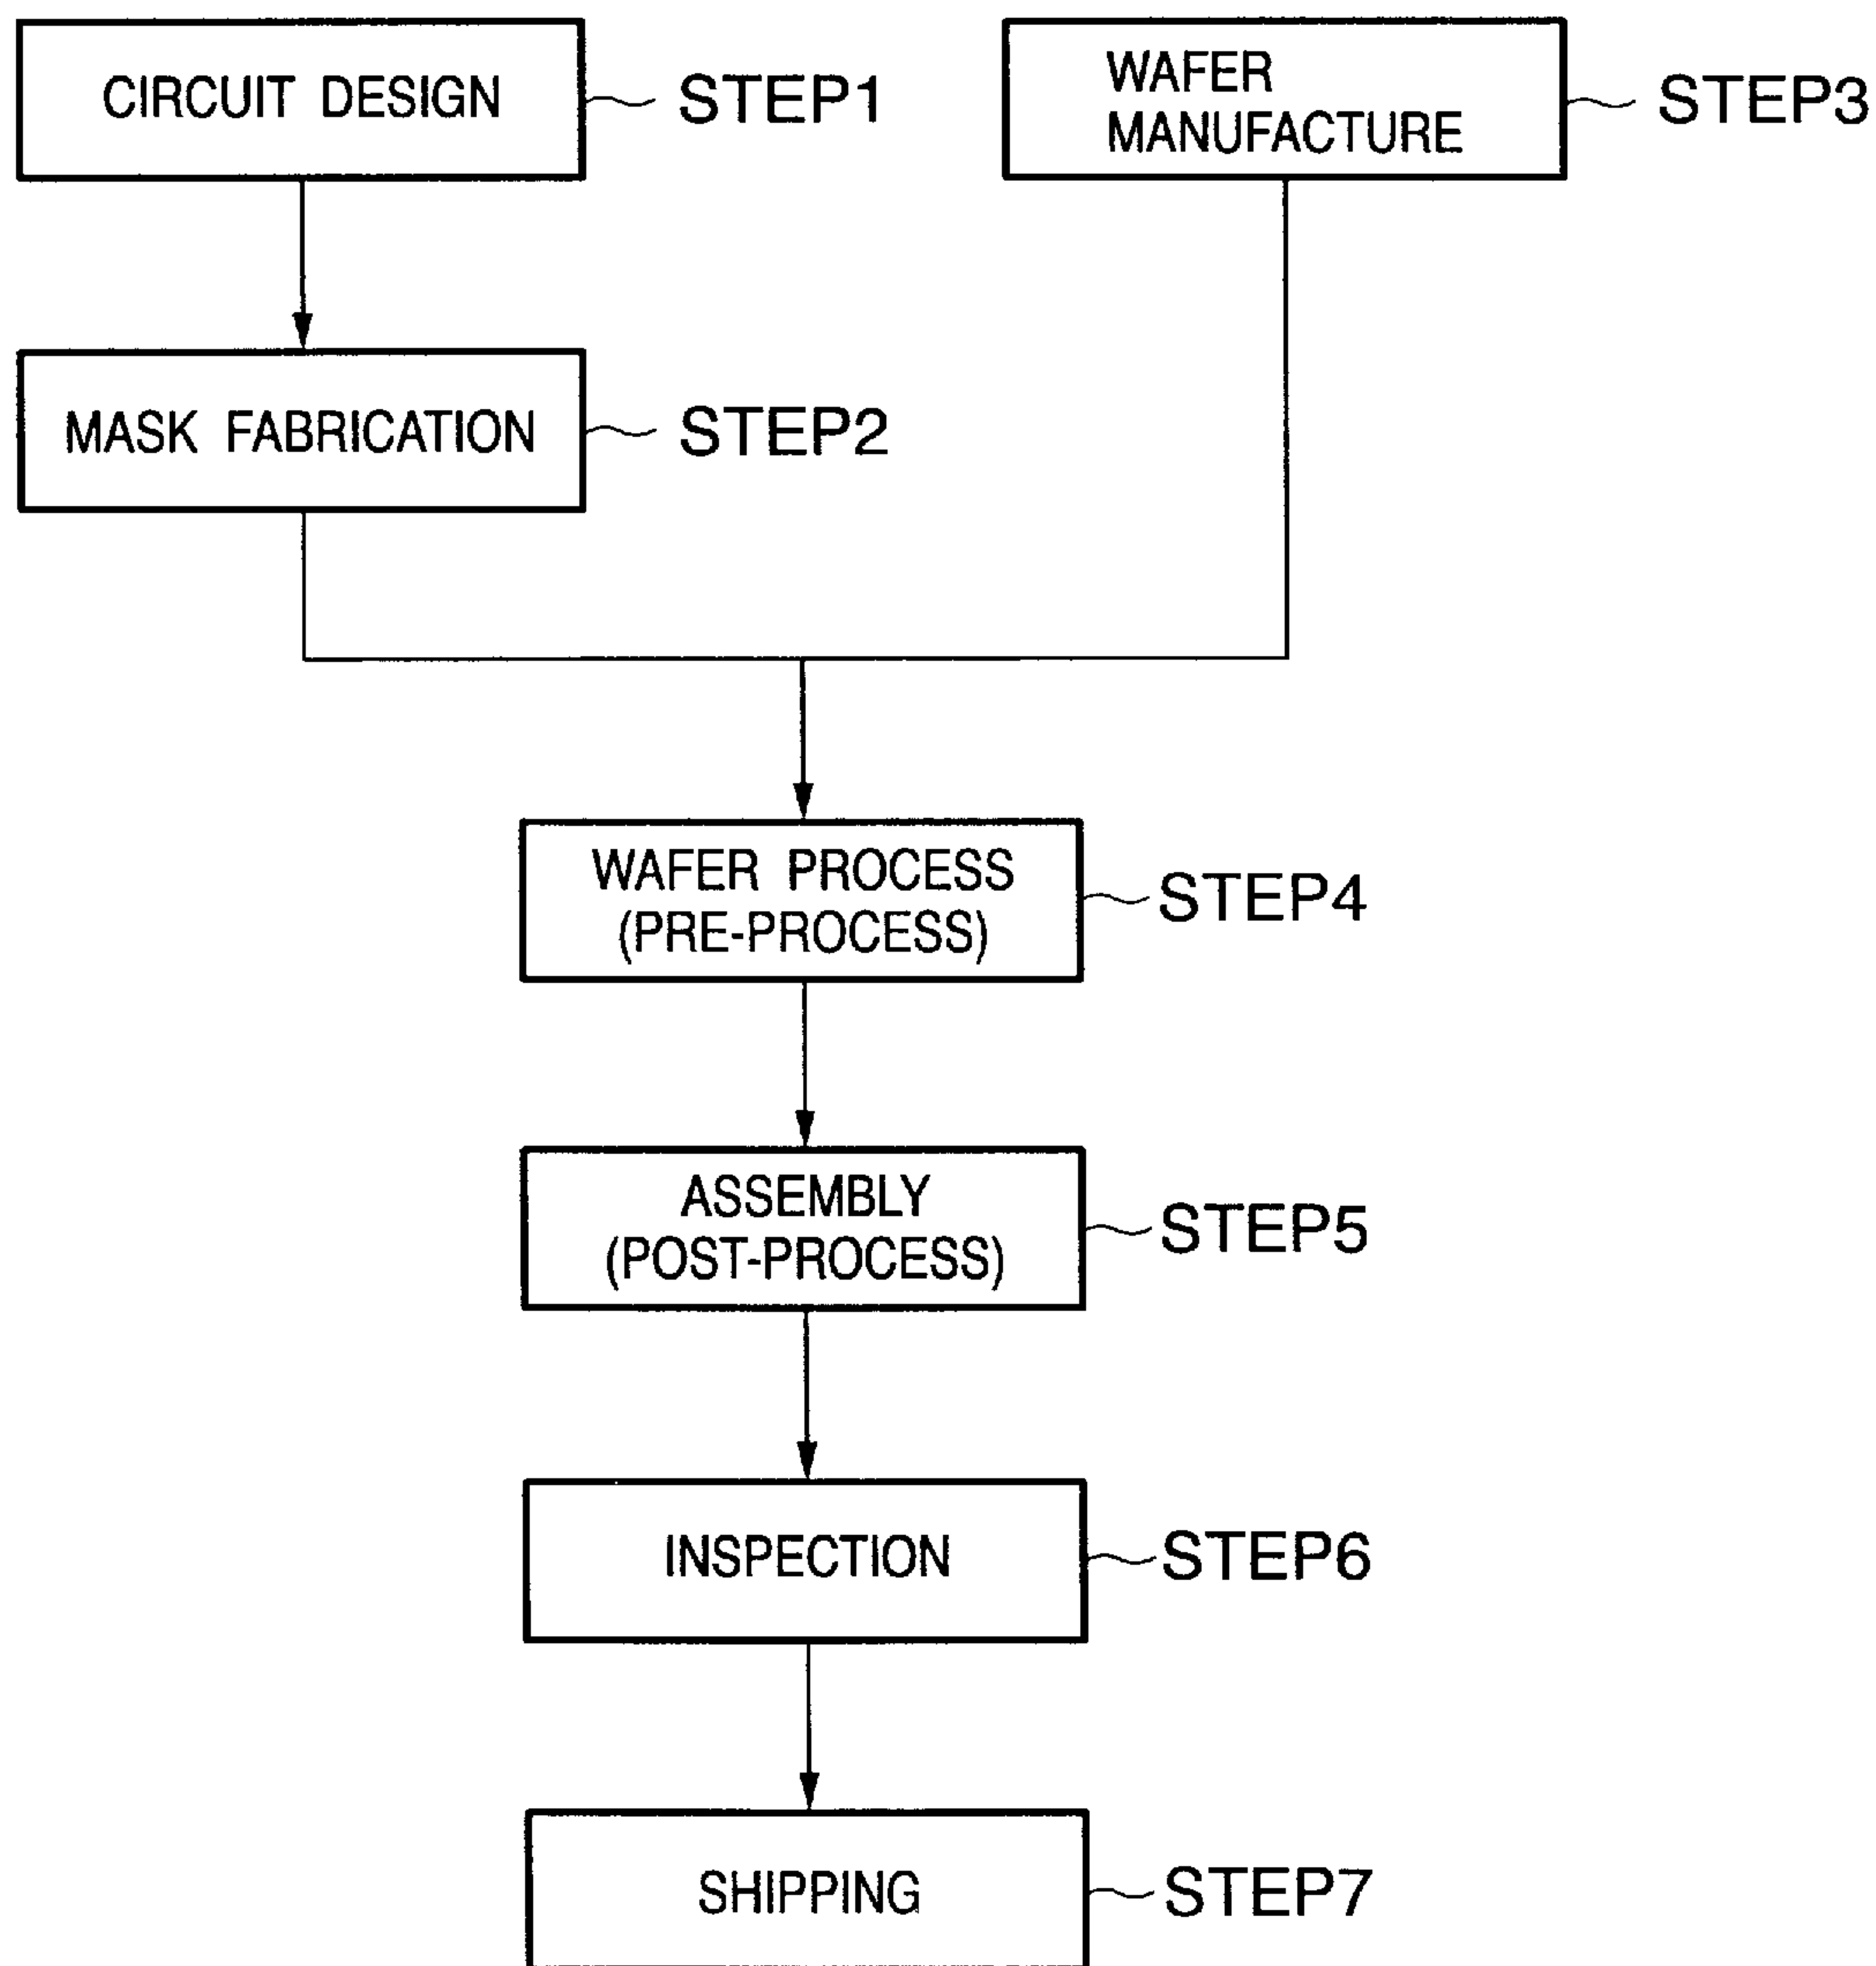 CIRCUIT DESIGN
STEP1
WAFER
MANUFACTURE
STEP3
MASK FABRICATION
STEP2
WAFER PROCESS
(PRE-PROCESS)
STEP4
ASSEMBLY
(POST-PROCESS)
STEP5
INSPECTION
STEP6
SHIPPING
STEP7